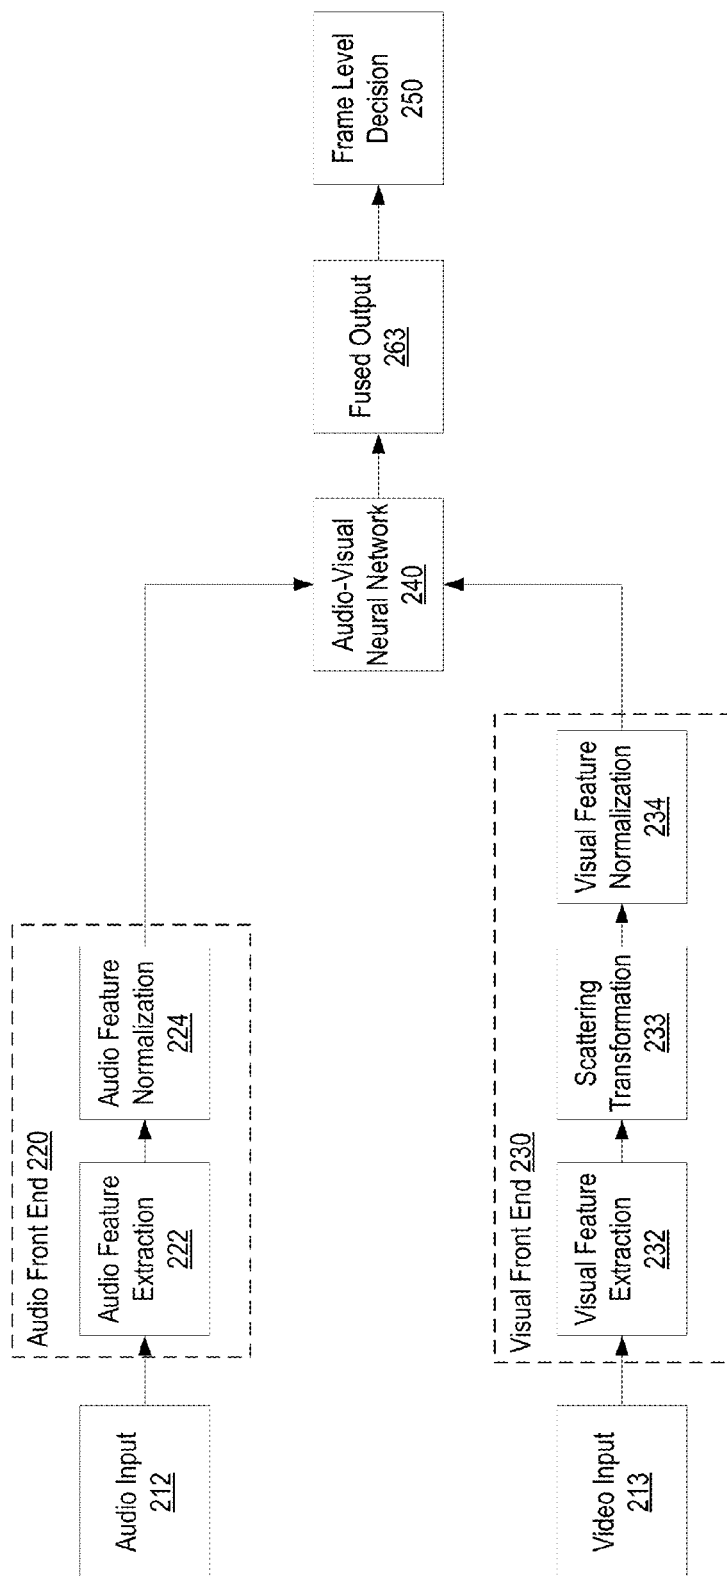 Audio Input
212
Audio Front End 220
Audio Feature
Extraction
222
Audio Feature
Normalization
224
Video Input
213
Visual Front End 230
Visual Feature
Extraction
232
Scattering
Transformation
233
Visual Feature
Normalization
234
Audio-Visual
Neural Network
240
Fused Output
263
Frame Level
Decision
250